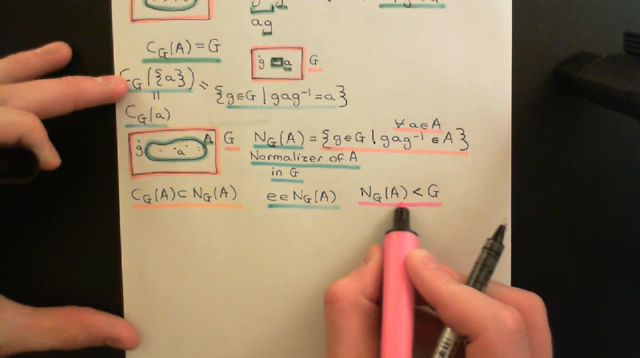 ag
C_G(A)=G
g a G
C_G({a}) = {g∈G | gag⁻¹=a}
=
C_G(a)
∀a∈A
g a A G N_G(A) = {g∈G | gag⁻¹∈A}
Normalizer of A
in G
C_G(A)⊂N_G(A) e∈N_G(A) N_G(A)<G